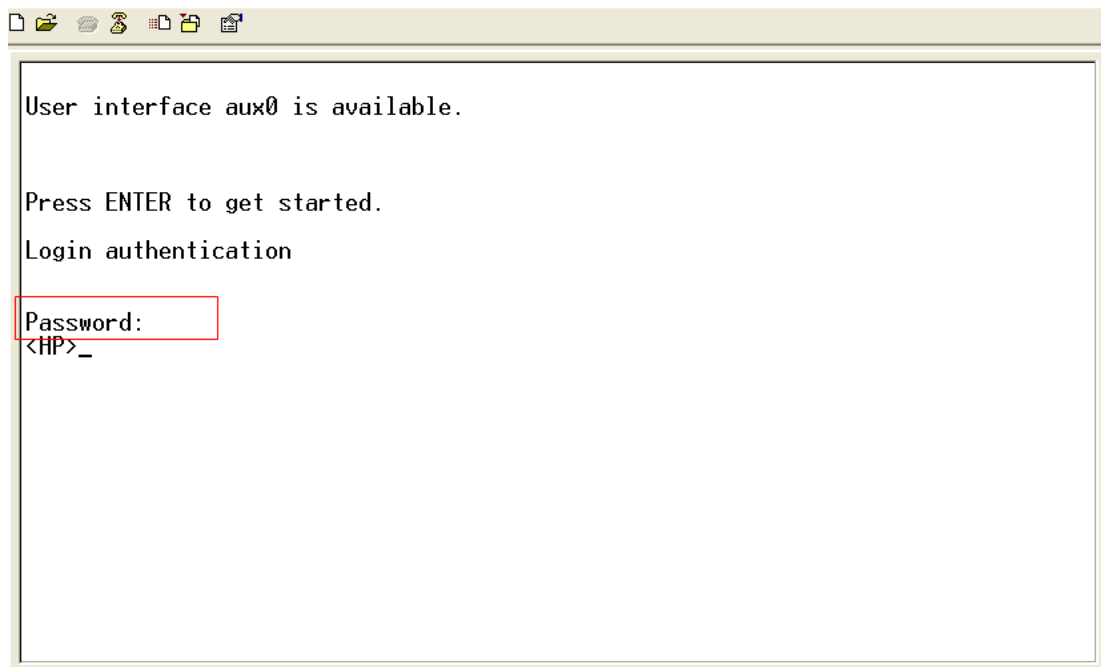 User interface aux0 is available.
Press ENTER to get started.
Login authentication
Password:
<HP>_